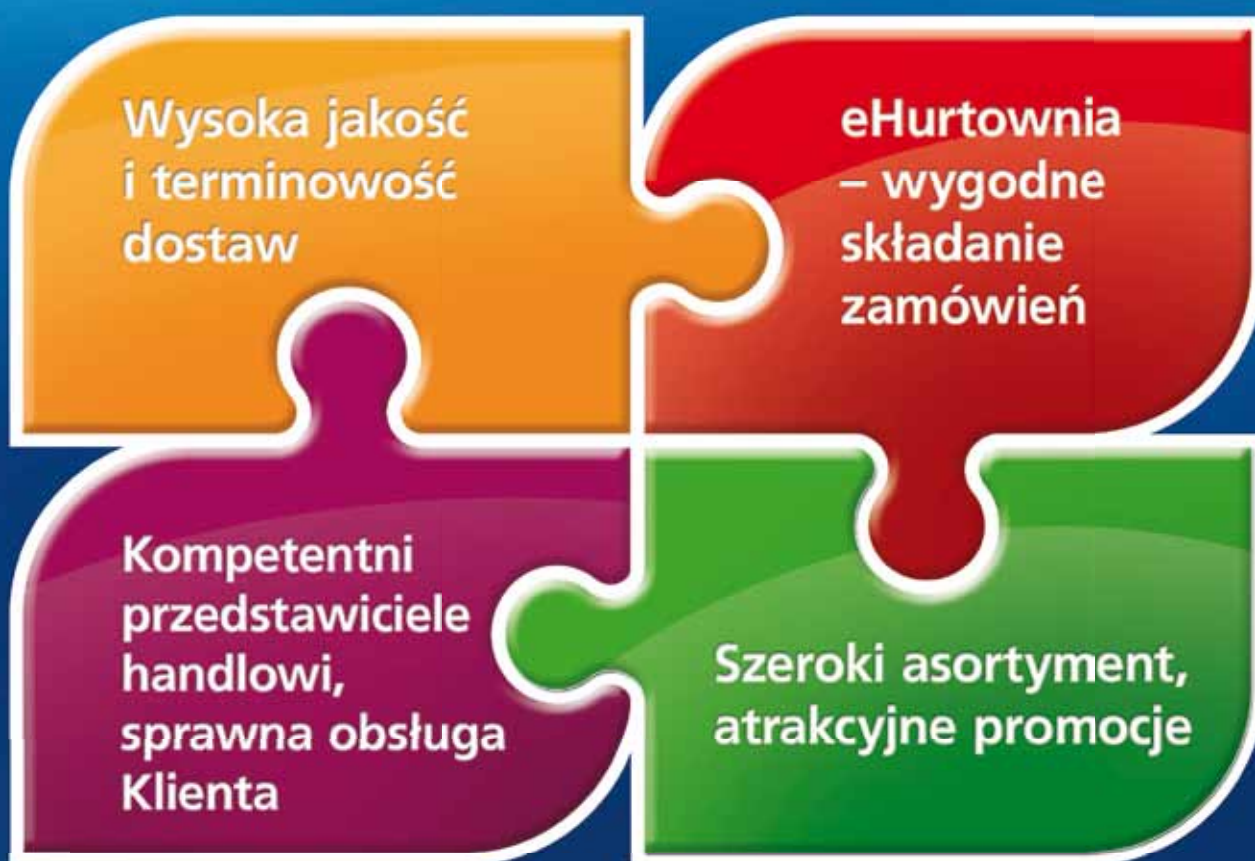 Wysoka jakość
i terminowość
dostaw
eHurtownia
– wygodne
składanie
zamówień
Kompetentni
przedstawiciele
handlowi,
sprawna obsługa
Klienta
Szeroki asortyment,
atrakcyjne promocje